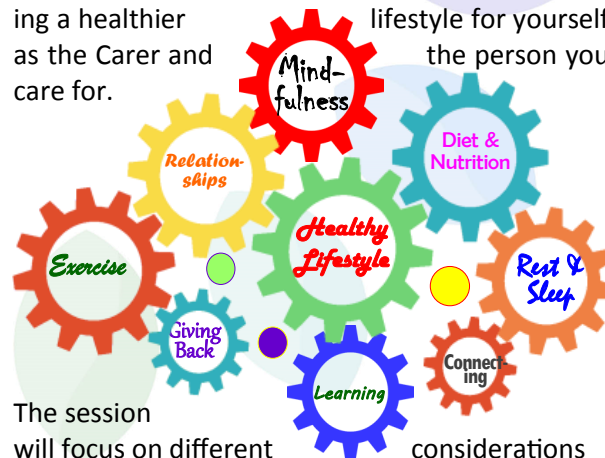 ing a healthier lifestyle for yourself
as the Carer and the person you
care for.
Mind-
fulness
Diet &
Nutrition
Relation-
ships
Healthy
Lifestyle
Exercise
Rest &
Sleep
Giving
Back
Connect-
ing
Learning
The session
will focus on different considerations